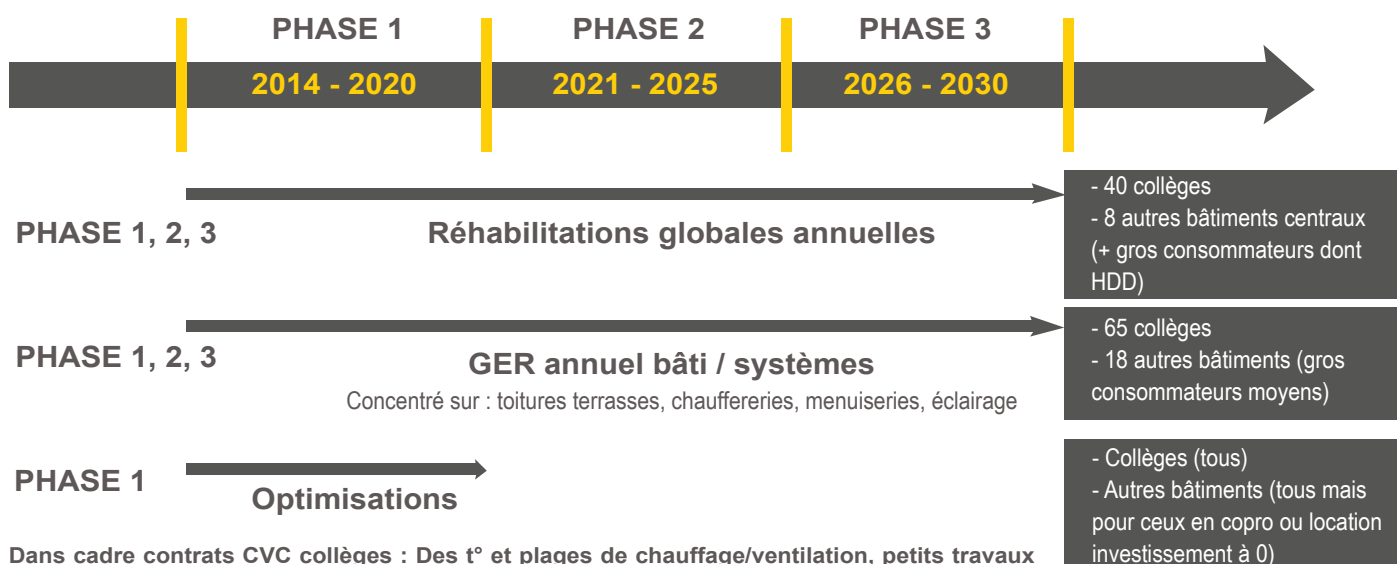 PHASE 1
PHASE 2
PHASE 3
2014 - 2020
2021 - 2025
2026 - 2030
PHASE 1, 2, 3
Réhabilitations globales annuelles
- 40 collèges
- 8 autres bâtiments centraux
(+ gros consommateurs dont
HDD)
PHASE 1, 2, 3
GER annuel bâti / systèmes
Concentré sur : toitures terrasses, chauffereries, menuiseries, éclairage
- 65 collèges
- 18 autres bâtiments (gros
consommateurs moyens)
PHASE 1
Optimisations
- Collèges (tous)
- Autres bâtiments (tous mais
pour ceux en copro ou location
investissement à 0)
Dans cadre contrats CVC collèges : Des t° et plages de chauffage/ventilation, petits travaux